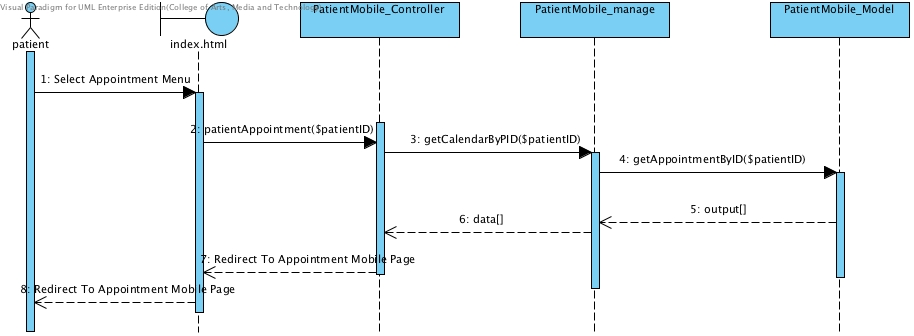 Visual Paradigm for UML Enterprise Edition(College of Arts, Media and Technolog
PatientMobile_Controller
PatientMobile_manage
PatientMobile_Model
patient
index.html
1: Select Appointment Menu
2: patientAppointment($patientID)
3: getCalendarByPID($patientID)
4: getAppointmentByID($patientID)
5: output[]
6: data[]
7: Redirect To Appointment Mobile Page
8: Redirect To Appointment Mobile Page